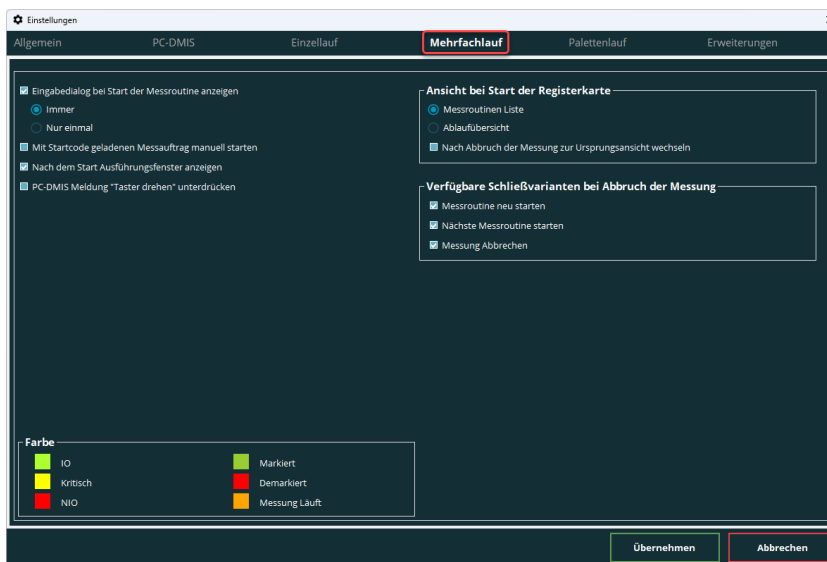 Einstellungen
Allgemein PC-DMIS Einzellauf Mehrfachlauf Palettenlauf Erweiterungen
Eingabedialog bei Start der Messroutine anzeigen
Immer
Nur einmal
Mit Startcode geladenen Messauftrag manuell starten
Nach dem Start Ausführungsfenster anzeigen
PC-DMIS Meldung "Taster drehen" unterdrücken
Ansicht bei Start der Registerkarte
Messroutinen Liste
Ablaufübersicht
Nach Abbruch der Messung zur Ursprungsansicht wechseln
Verfügbare Schließvarianten bei Abbruch der Messung
Messroutine neu starten
Nächste Messroutine starten
Messung Abbrechen
Farbe
IO Markiert
Kritisch Demarkiert
NIO Messung Läuft
Übernehmen Abbrechen